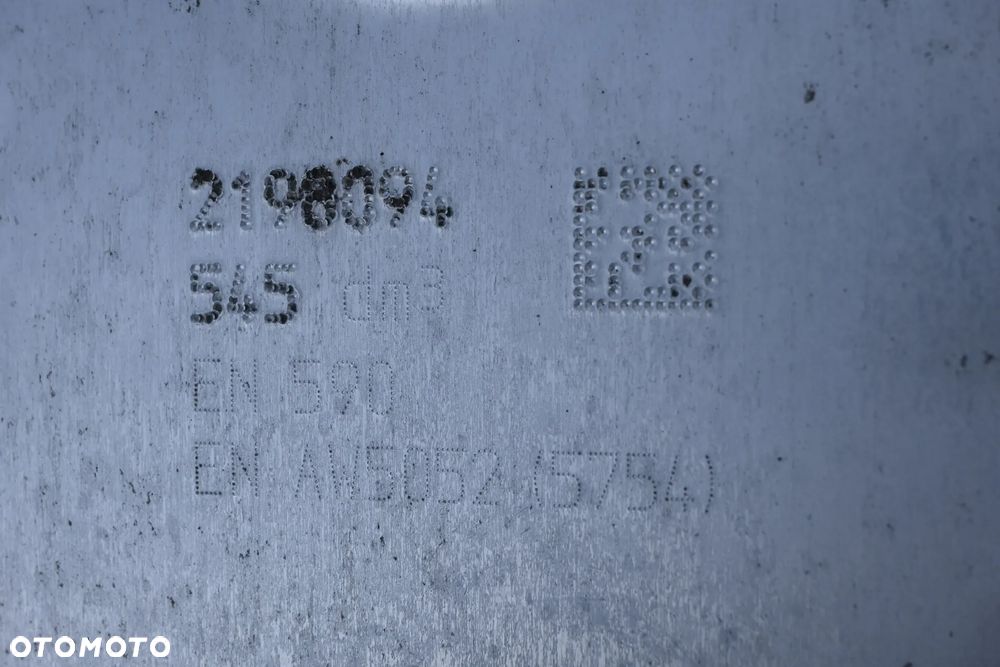 2198094
545 dm3
EN 590
EN AW5052 (5754)
OTOMOTO